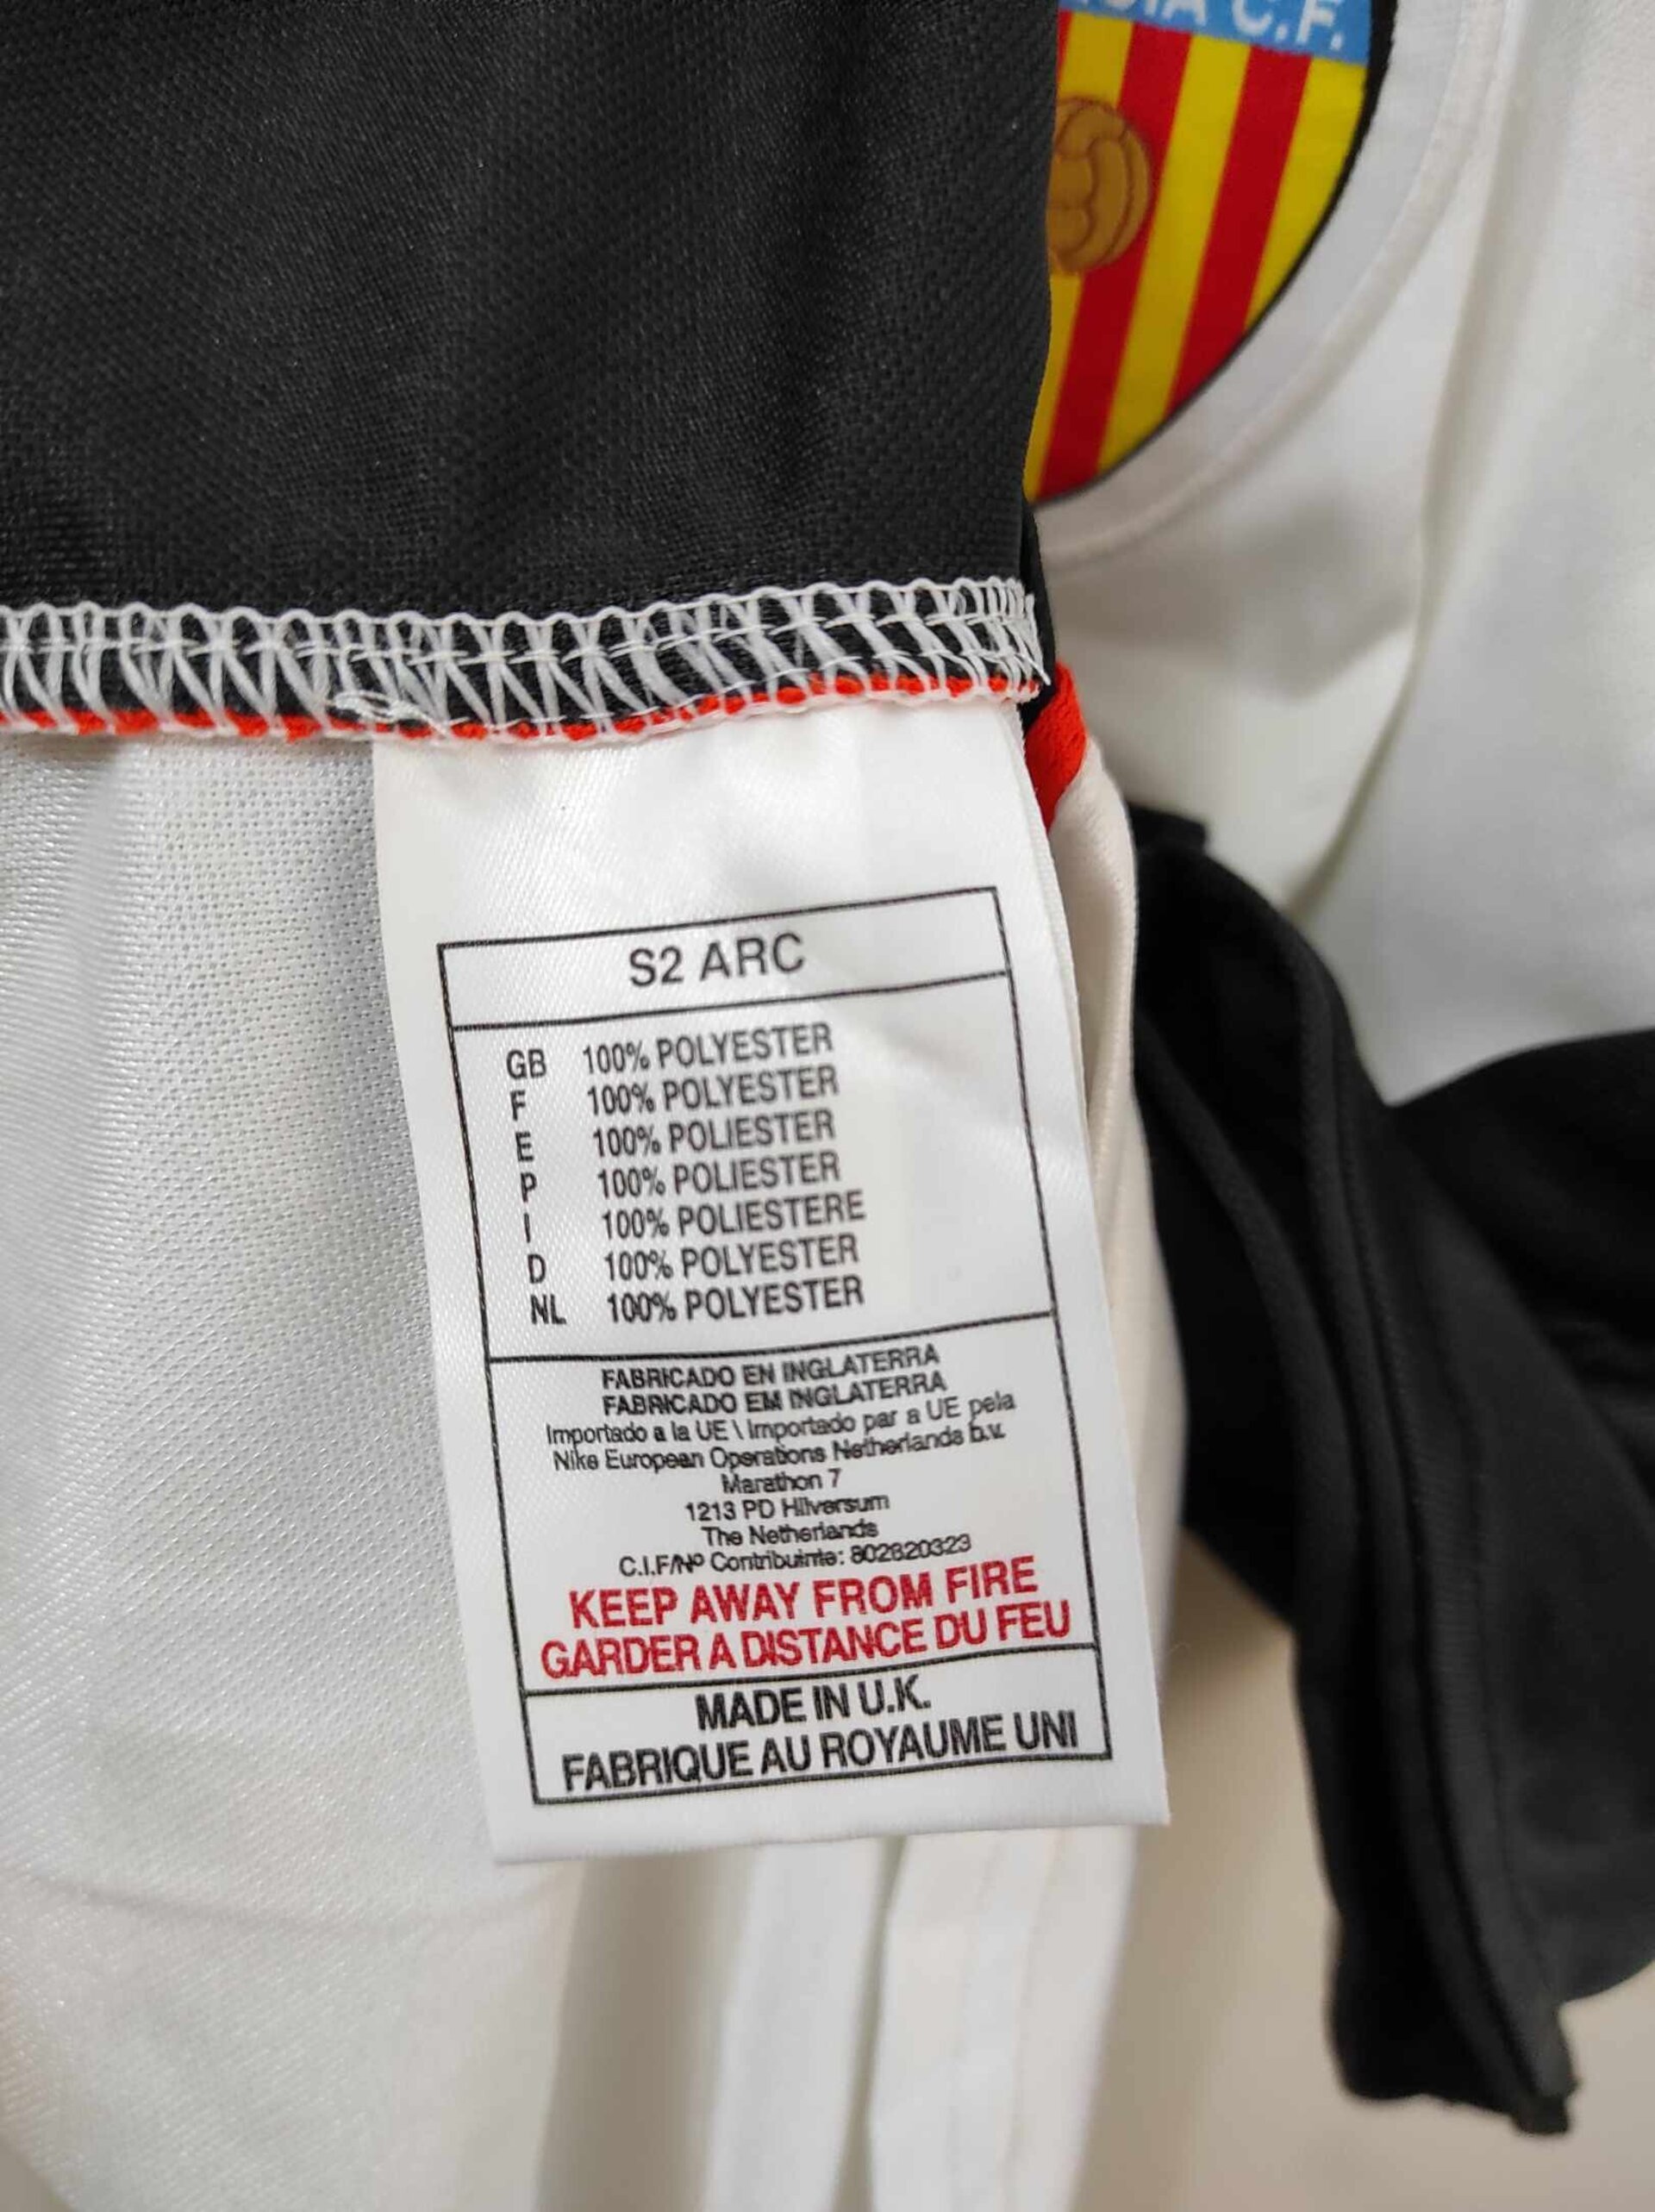 C.F.
S2 ARC
GB 100% POLYESTER
F 100% POLYESTER
E 100% POLIESTER
P 100% POLIESTER
I 100% POLIESTERE
D 100% POLYESTER
NL 100% POLYESTER
FABRICADO EN INGLATERRA
FABRICADO EM INGLATERRA
Importado a la UE \ Importado par a UE pela
Nike European Operations Netherlands b.v.
Marathon 7
1213 PD Hilversum
The Netherlands
C.I.F/Nº Contribuinte: 802820323
KEEP AWAY FROM FIRE
GARDER A DISTANCE DU FEU
MADE IN U.K.
FABRIQUE AU ROYAUME UNI